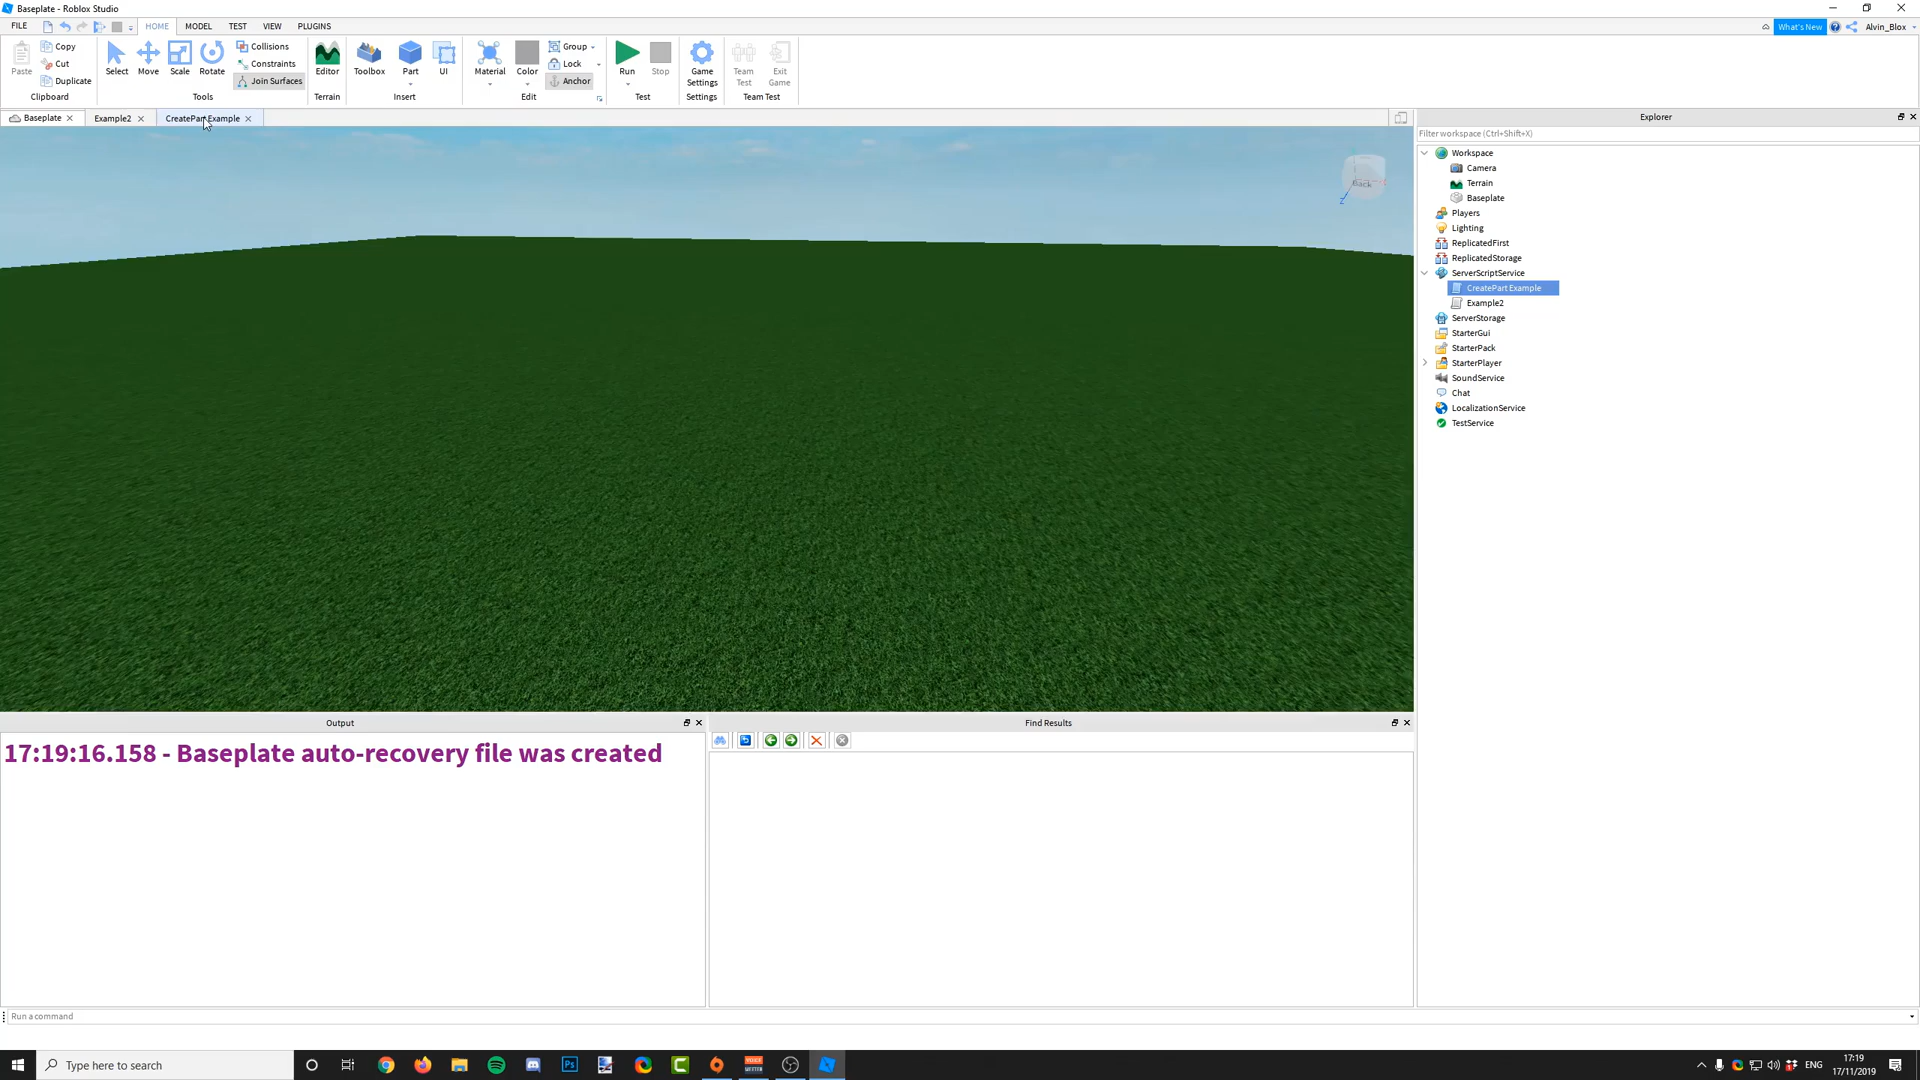 Baseplate - Roblox Studio
FILE HOME MODEL TEST VIEW PLUGINS What's New Alvin_Blox
Paste Copy Cut Duplicate Clipboard
Select Move Scale Rotate Collisions Constraints Join Surfaces Tools
Editor Terrain
Toolbox Part UI Insert
Material Color Group Lock Anchor Edit
Run Stop Test
Game Settings Settings
Team Test Exit Game Team Test
Baseplate Example2 CreatePart Example
Back
Z
Explorer
Filter workspace (Ctrl+Shift+X)
Workspace
Camera
Terrain
Baseplate
Players
Lighting
ReplicatedFirst
ReplicatedStorage
ServerScriptService
CreatePart Example
Example2
ServerStorage
StarterGui
StarterPack
StarterPlayer
SoundService
Chat
LocalizationService
TestService
Output
17:19:16.158 - Baseplate auto-recovery file was created
Find Results
Run a command
Type here to search
ENG
17:19
17/11/2019